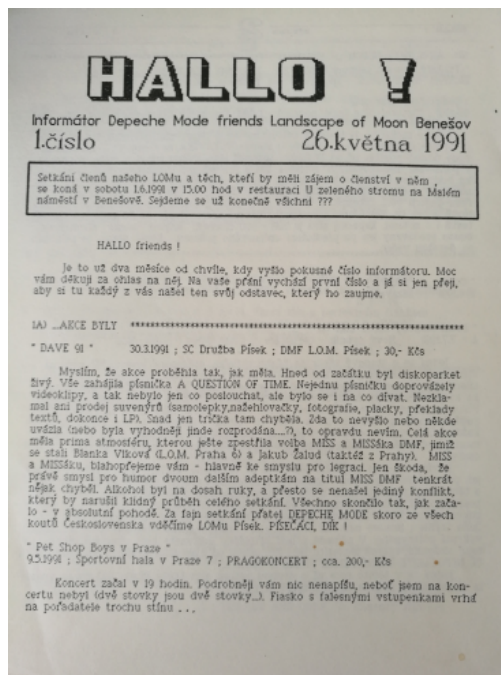 HALLO !
Informátor Depeche Mode friends Landscape of Moon Benešov
1.číslo 26.května 1991
Setkání členů našeho LOMu a těch, kteří by měli zájem o členství v něm ,
se koná v sobotu 1.6.1991 v 15.00 hod v restauraci U zeleného stromu na Malém
náměstí v Benešově. Sejdeme se už konečně všichni ???
HALLO friends !
Je to už dva měsíce od chvíle, kdy vyšlo pokusné číslo informátoru. Moc
vám děkuji za ohlas na něj. Na vaše přání vychází první číslo a já si jen přeji,
aby si tu každý z vás našel ten svůj odstavec, který ho zaujme.
1A) ...AKCE BYLY ******************************************************************
" DAVE 91 " 30.3.1991 ; SC Družba Písek ; DMF L.O.M. Písek ; 30,- Kčs
Myslím, že akce proběhla tak, jak měla. Hned od začátku byl diskoparket
živý. Vše zahájila písnička A QUESTION OF TIME. Nejednu písničku doprovázely
videoklipy, a tak nebylo jen co poslouchat, ale bylo se i na co dívat. Nezkla-
mal ani prodej suvenýrů (samolepky,nažehlovačky, fotografie, placky, překlady
textů, dokonce i LP). Snad jen trička tam chyběla. Zda to nevyšlo nebo někde
uvázla (nebo byla výhodněji jinde rozprodána...?), to opravdu nevím. Celá akce
měla prima atmosféru, kterou ještě zpestřila volba MISS a MISSáka DMF, jimiž
se stali Blanka Vlková (L.O.M. Praha 6) a Jakub Žalud (taktéž z Prahy). MISS
a MISSáku, blahopřejeme vám - hlavně ke smyslu pro legraci. Jen škoda, že
právě smysl pro humor dvoum dalším adeptkám na titul MISS DMF tenkrát
nějak chyběl. Alkohol byl na dosah ruky, a přesto se nenašel jediný konflikt,
který by narušil klidný průběh celého setkání. Všechno skončilo tak, jak zača-
lo - v absolutní pohodě. Za fajn setkání přátel DEPECHE MODE skoro ze všech
koutů Československa vděčíme LOMu Písek. PÍSEČÁCI, DÍK !
" Pet Shop Boys v Praze "
9.5.1991 ; Sportovní hala v Praze 7 ; PRAGOKONCERT ; cca. 200,- Kčs
Koncert začal v 19 hodin. Podrobněji vám nic nenapíšu, neboť jsem na kon-
certu nebyl (dvě stovky jsou dvě stovky...). Fiasko s falešnými vstupenkami vrhá
na pořadatele trochu stínu ...